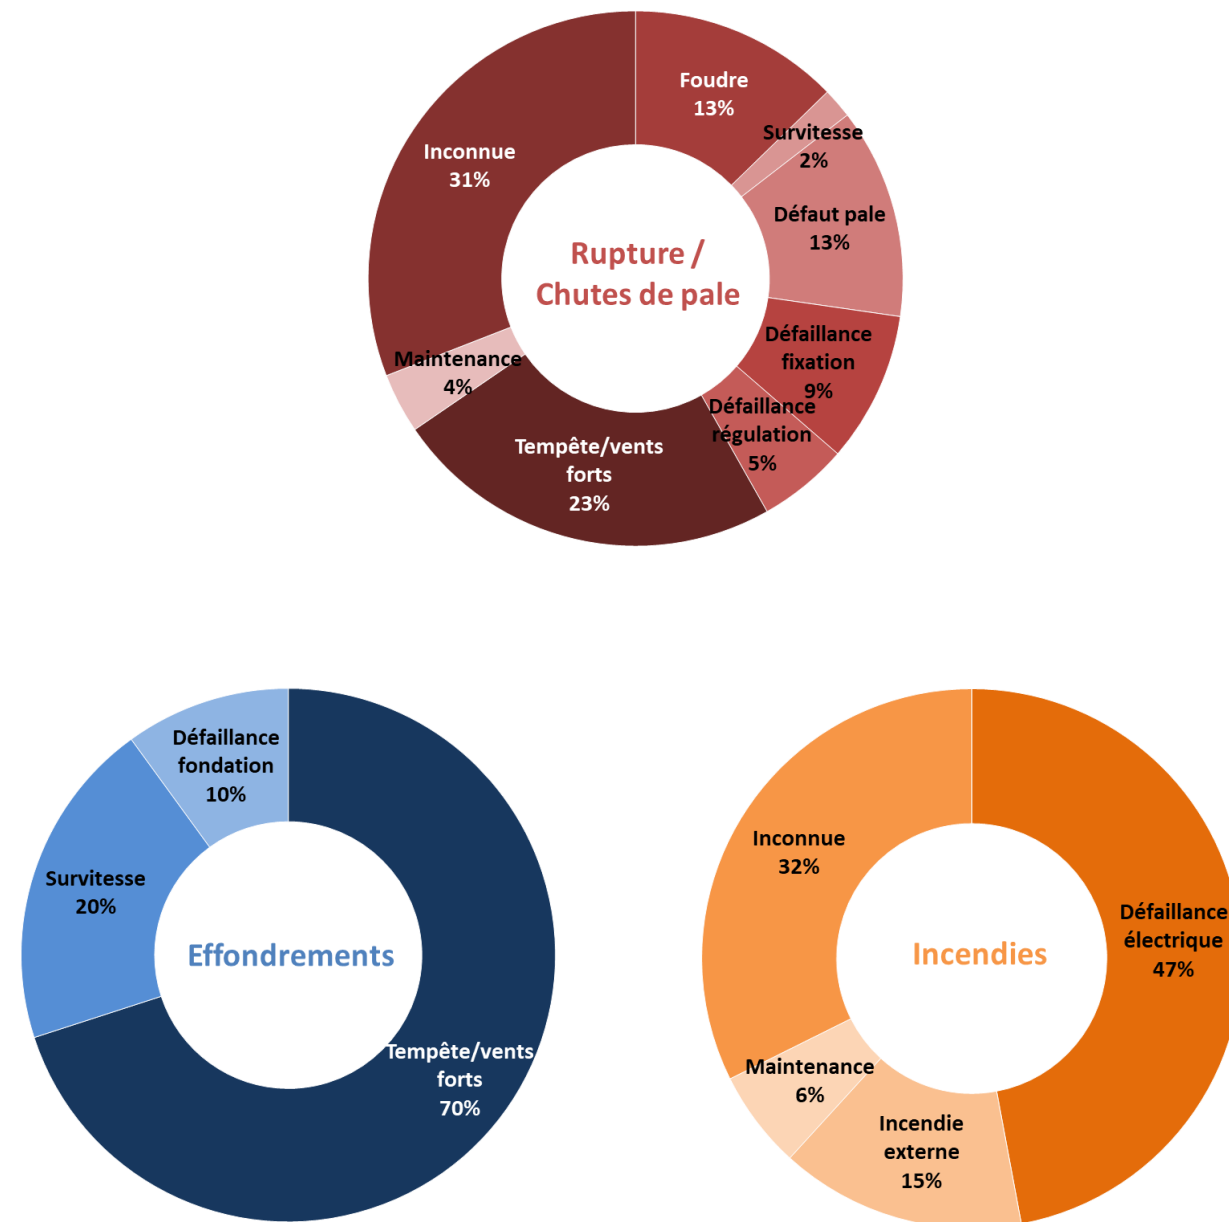 Foudre
13%
Survitesse
2%
Défaut pale
13%
Défaillance
fixation
9%
Défaillance
régulation
5%
Tempête/vents
forts
23%
Maintenance
4%
Inconnue
31%
Rupture /
Chutes de pale
Défaillance
fondation
10%
Survitesse
20%
Tempête/vents
forts
70%
Effondrements
Inconnue
32%
Défaillance
électrique
47%
Maintenance
6%
Incendie
externe
15%
Incendies